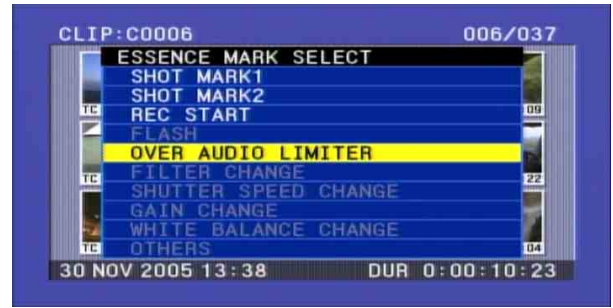 CLIP:C0006 006/037
ESSENCE MARK SELECT
SHOT MARK1
SHOT MARK2
TC REC START 09
FLASH
OVER AUDIO LIMITER
TC FILTER CHANGE 22
SHUTTER SPEED CHANGE
GAIN CHANGE
WHITE BALANCE CHANGE
TC OTHERS 04
30 NOV 2005 13:38 DUR 0:00:10:23